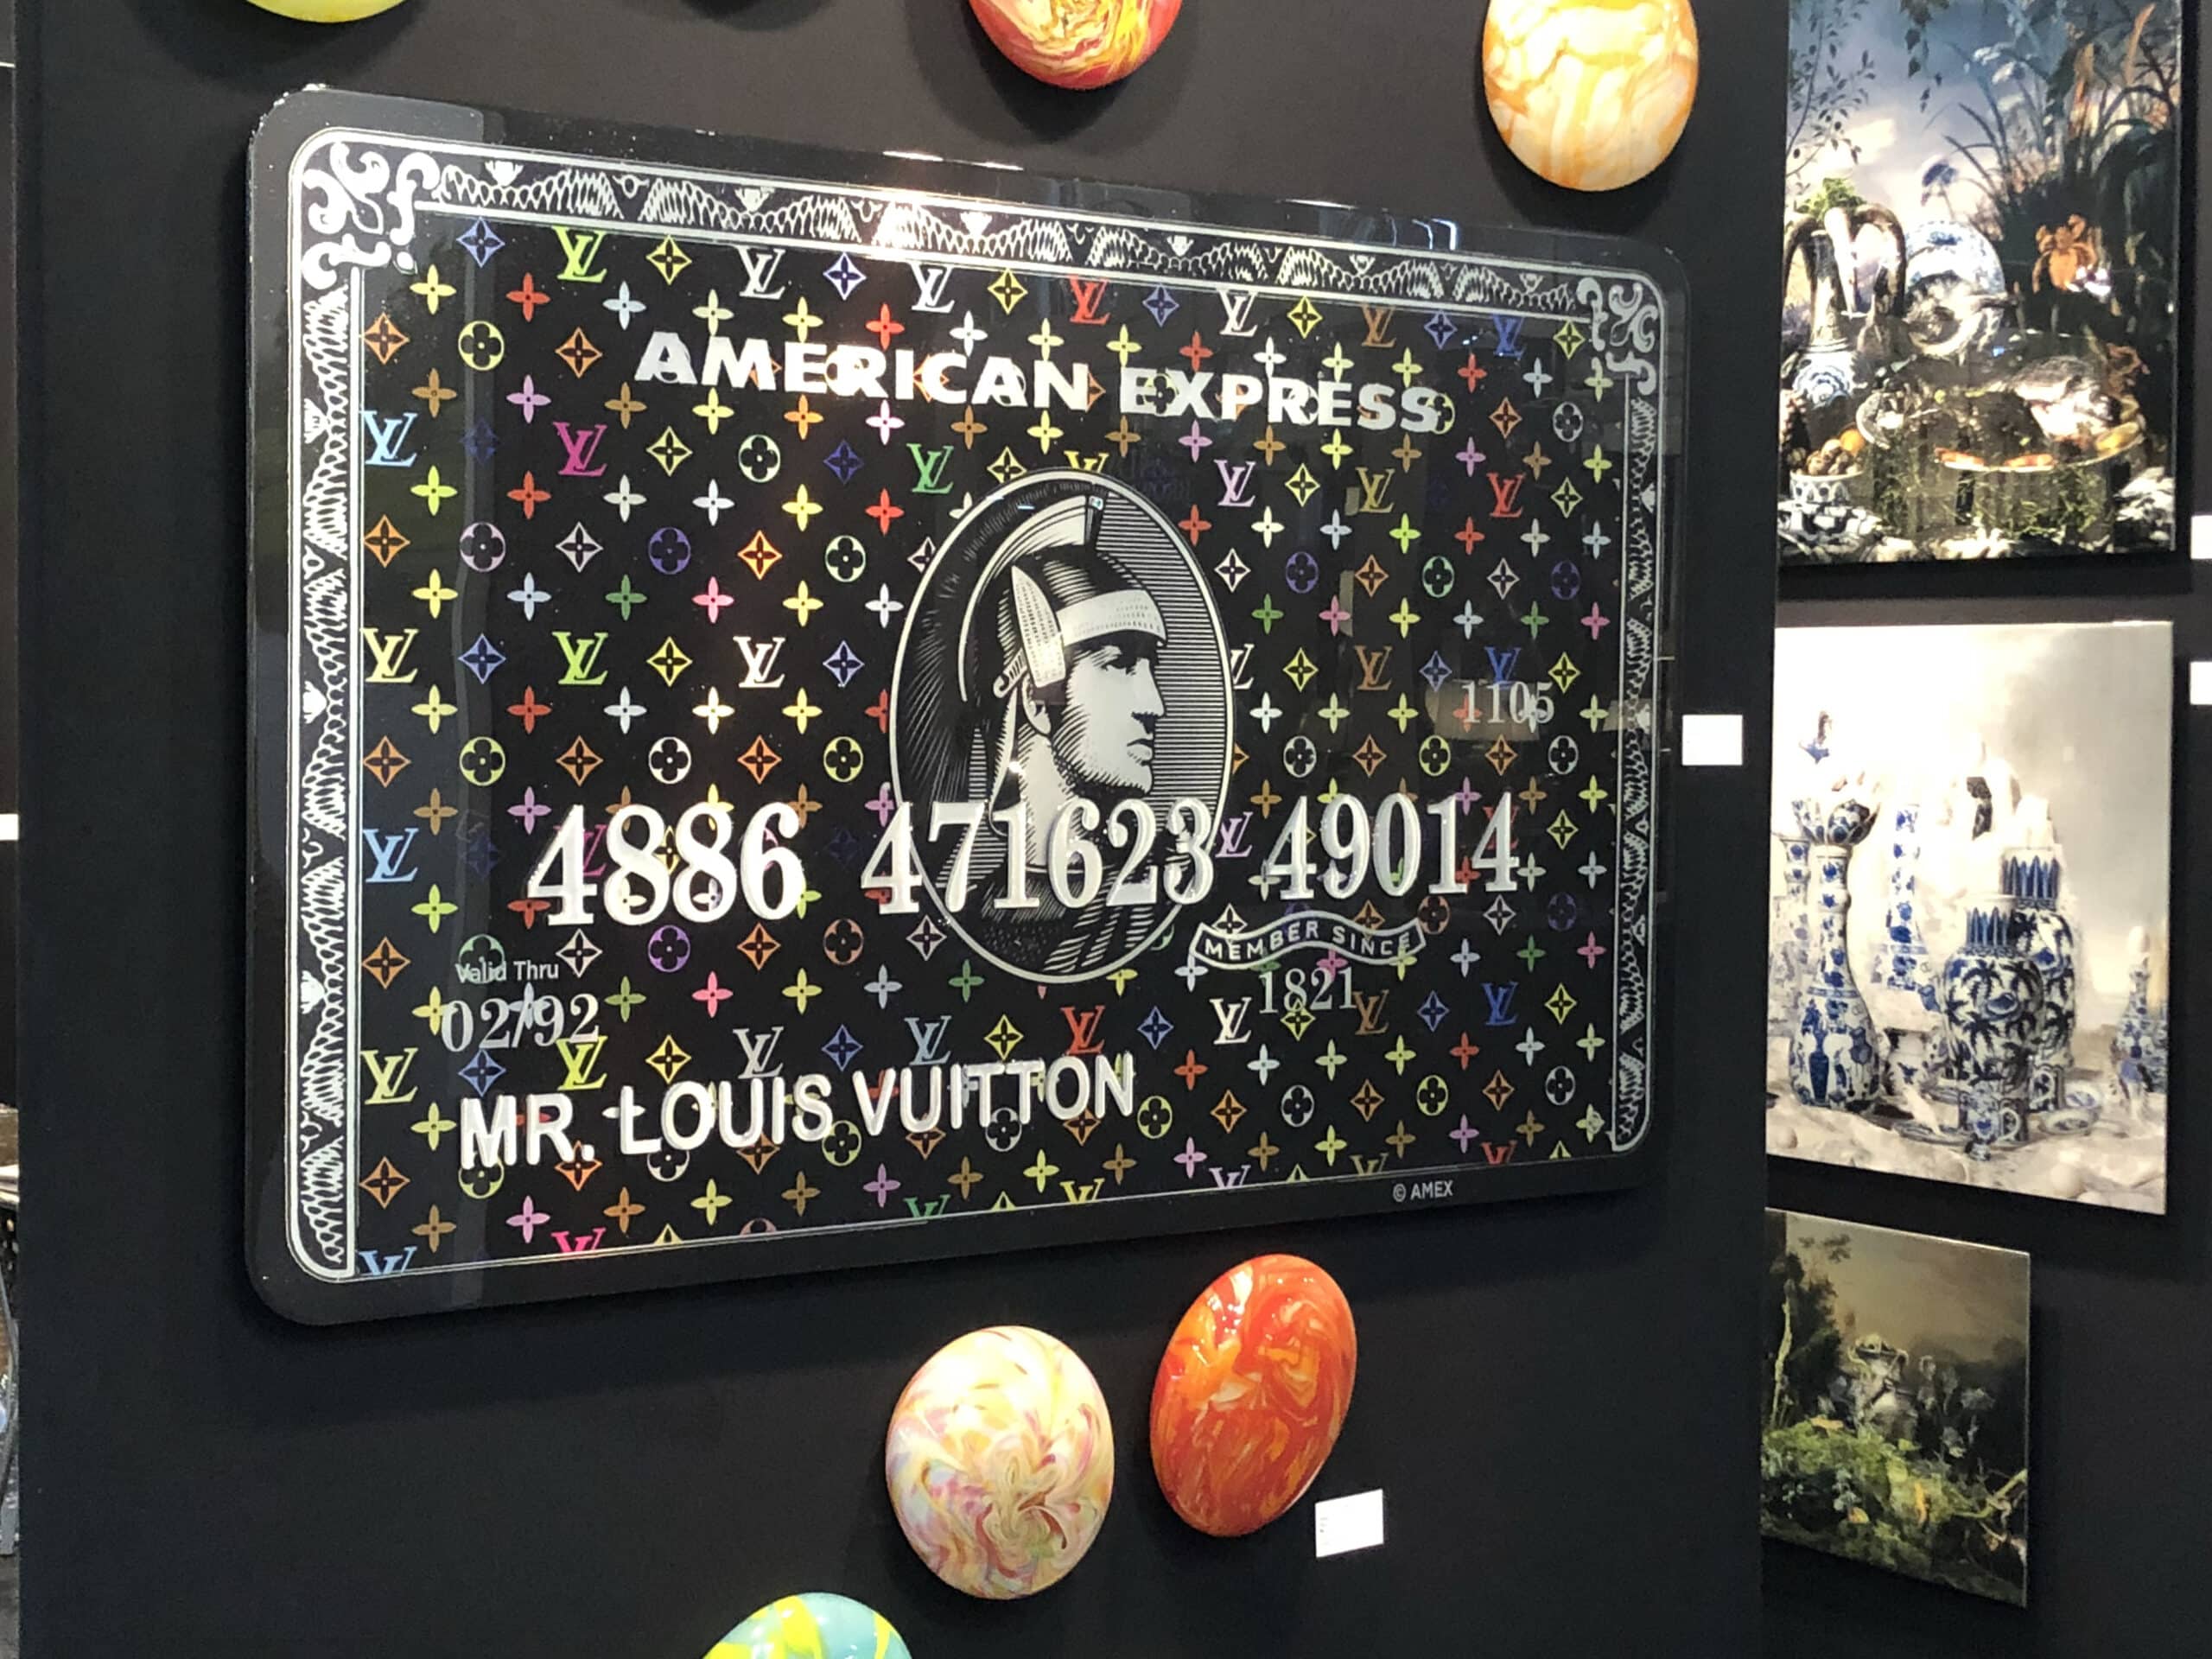 AMERICAN EXPRESS
1105
4886 471623 49014
MEMBER SINCE
1821
Valid Thru
02/92
MR. LOUIS VUITTON
© AMEX